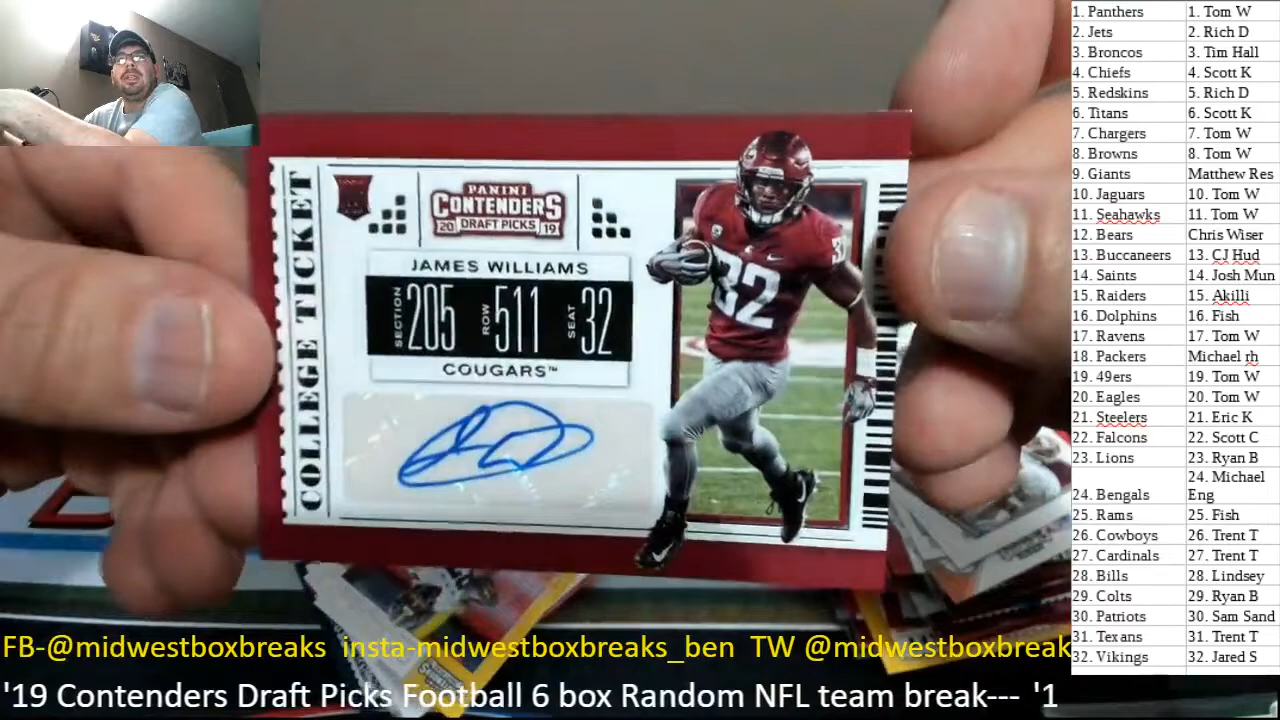 COLLEGE TICKET
PANINI
CONTENDERS
20 DRAFT PICKS 19
JAMES WILLIAMS
SECTION 205 ROW 511 SEAT 32
COUGARS™
32
1. Panthers 1. Tom W
2. Jets 2. Rich D
3. Broncos 3. Tim Hall
4. Chiefs 4. Scott K
5. Redskins 5. Rich D
6. Titans 6. Scott K
7. Chargers 7. Tom W
8. Browns 8. Tom W
9. Giants Matthew Res
10. Jaguars 10. Tom W
11. Seahawks 11. Tom W
12. Bears Chris Wiser
13. Buccaneers 13. CJ Hud
14. Saints 14. Josh Mun
15. Raiders 15. Akilli
16. Dolphins 16. Fish
17. Ravens 17. Tom W
18. Packers Michael rh
19. 49ers 19. Tom W
20. Eagles 20. Tom W
21. Steelers 21. Eric K
22. Falcons 22. Scott C
23. Lions 23. Ryan B
24. Michael
24. Bengals Eng
25. Rams 25. Fish
26. Cowboys 26. Trent T
27. Cardinals 27. Trent T
28. Bills 28. Lindsey
29. Colts 29. Ryan B
30. Patriots 30. Sam Sand
31. Texans 31. Trent T
32. Vikings 32. Jared S
FB-@midwestboxbreaks insta-midwestboxbreaks_ben TW @midwestboxbreak
'19 Contenders Draft Picks Football 6 box Random NFL team break--- '1